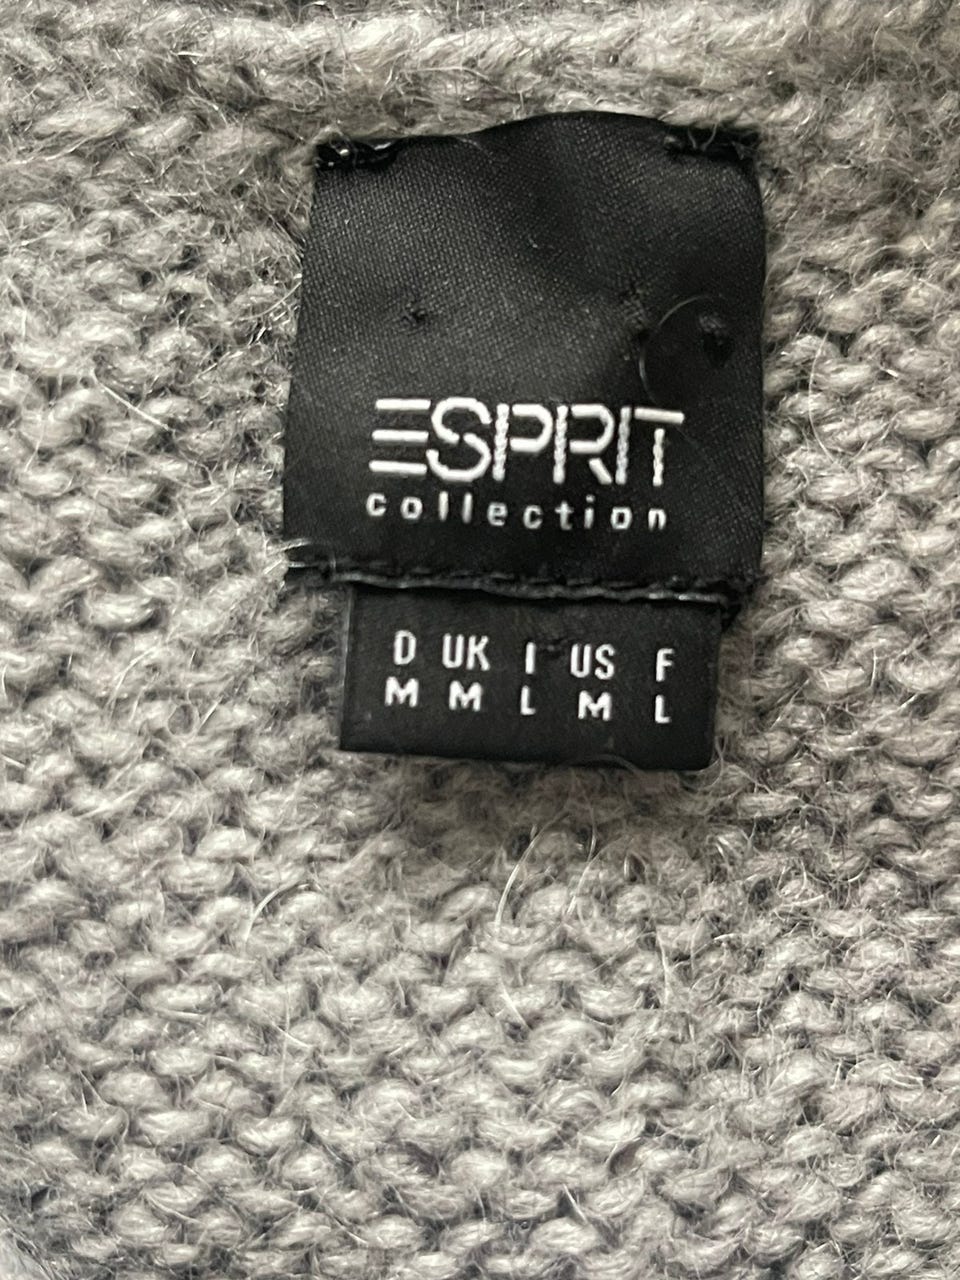 ESPRIT
collection
D UK I US F
M M L M L